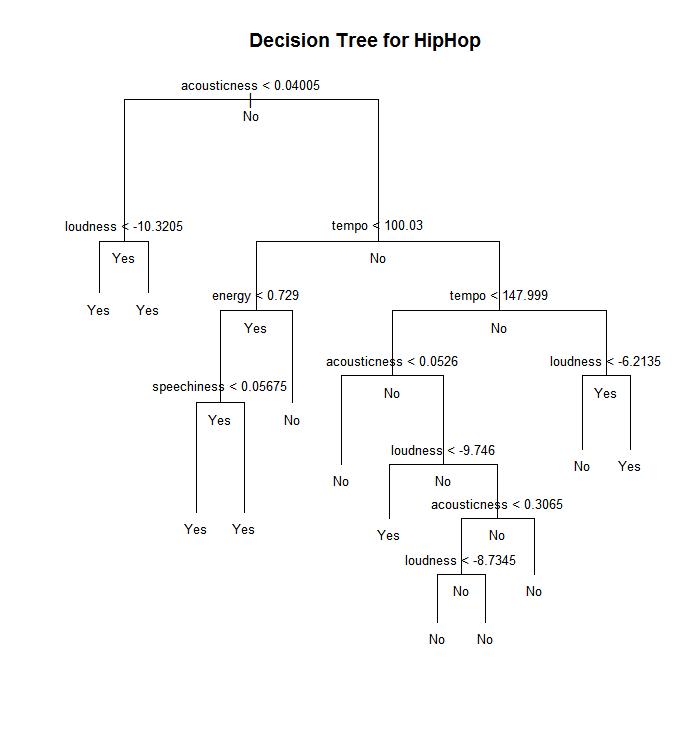 Decision Tree for HipHop
acousticness < 0.04005
No
loudness < -10.3205
tempo < 100.03
Yes
No
energy < 0.729
tempo < 147.999
Yes Yes
Yes
No
acousticness < 0.0526
loudness < -6.2135
speechiness < 0.05675
No
Yes
Yes
No
loudness < -9.746
No
Yes
No
No
acousticness < 0.3065
Yes Yes
Yes
No
loudness < -8.7345
No
No
No No